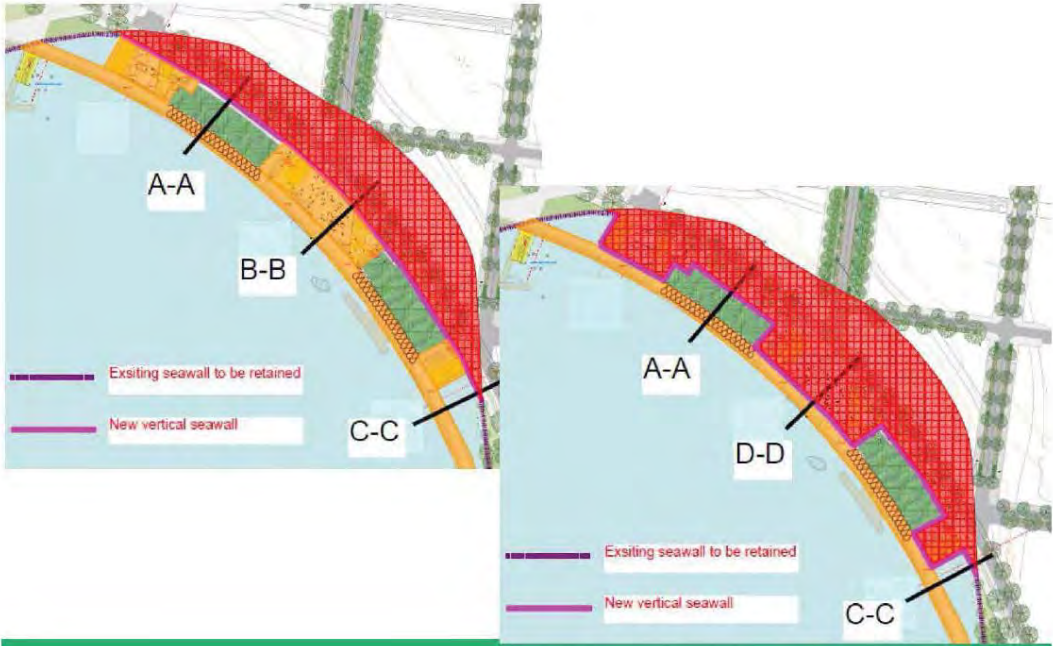 A-A
B-B
Exsiting seawall to be retained
New vertical seawall
C-C
A-A
D-D
Exsiting seawall to be retained
New vertical seawall
C-C